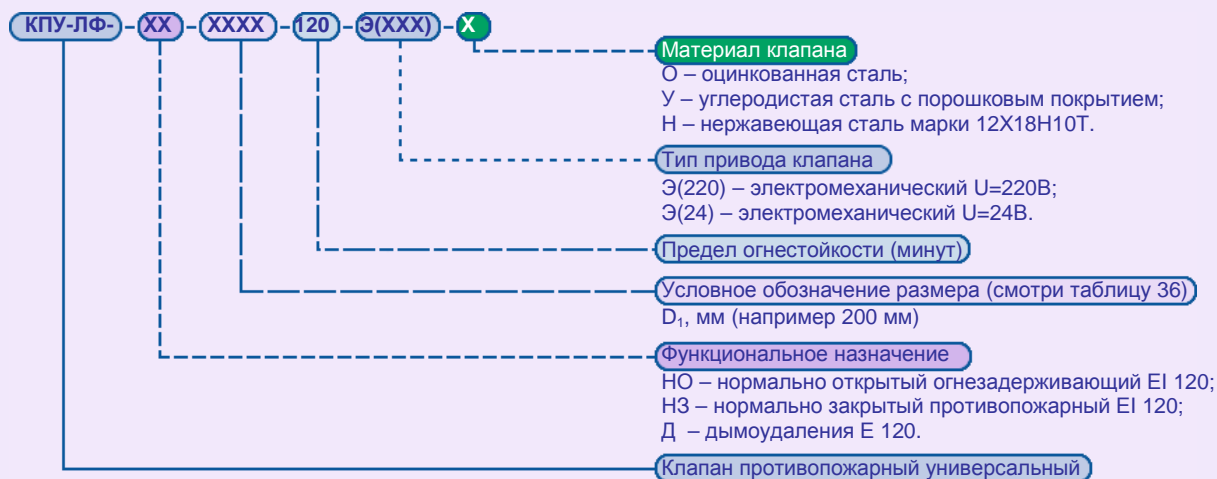 КПУ-ЛФ- - ХХ - ХХХХ - 120 - Э(ХХХ) - Х
Материал клапана
О – оцинкованная сталь;
У – углеродистая сталь с порошковым покрытием;
Н – нержавеющая сталь марки 12Х18Н10Т.
Тип привода клапана
Э(220) – электромеханический U=220В;
Э(24) – электромеханический U=24В.
Предел огнестойкости (минут)
Условное обозначение размера (смотри таблицу 36)
D₁, мм (например 200 мм)
Функциональное назначение
НО – нормально открытый огнезадерживающий EI 120;
НЗ – нормально закрытый противопожарный EI 120;
Д – дымоудаления Е 120.
Клапан противопожарный универсальный